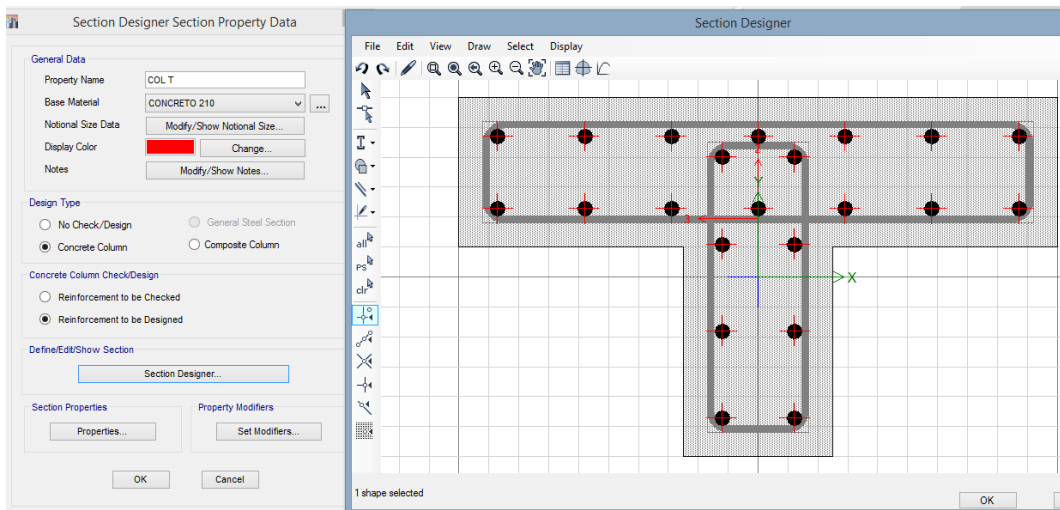 Section Designer Section Property Data
General Data
Property Name COL T
Base Material CONCRETO 210 ...
Notional Size Data Modify/Show Notional Size...
Display Color Change...
Notes Modify/Show Notes...
Design Type
No Check/Design General Steel Section
Concrete Column Composite Column
Concrete Column Check/Design
Reinforcement to be Checked
Reinforcement to be Designed
Define/Edit/Show Section
Section Designer...
Section Properties Property Modifiers
Properties... Set Modifiers...
OK Cancel
Section Designer
File Edit View Draw Select Display
all
PS
clr
2
Y
3
X
1 shape selected
OK